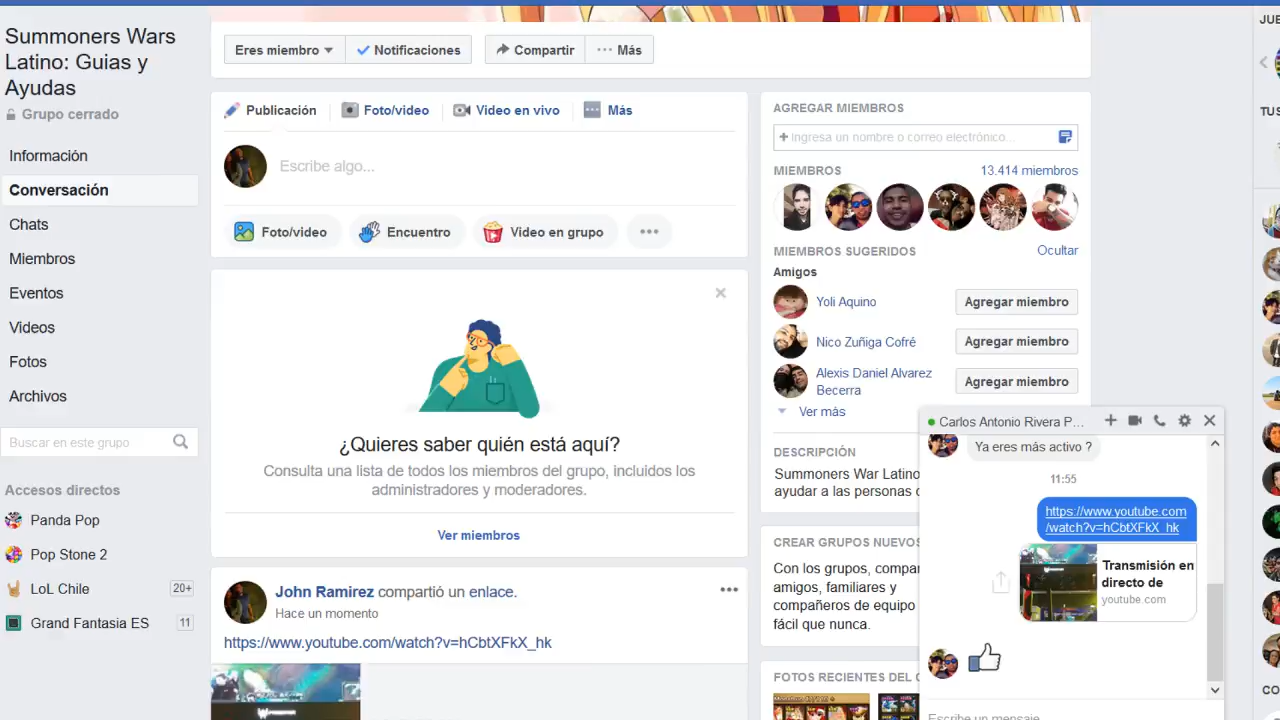 Summoners Wars
Latino: Guias y
Ayudas
Grupo cerrado
Información
Conversación
Chats
Miembros
Eventos
Videos
Fotos
Archivos
Buscar en este grupo
Accesos directos
Panda Pop
Pop Stone 2
LoL Chile 20+
Grand Fantasia ES 11
Eres miembro Notificaciones Compartir Más
Publicación Foto/video Video en vivo Más
Escribe algo...
Foto/video Encuentro Video en grupo
¿Quieres saber quién está aquí?
Consulta una lista de todos los miembros del grupo, incluidos los
administradores y moderadores.
Ver miembros
John Ramirez compartió un enlace.
Hace un momento
https://www.youtube.com/watch?v=hCbtXFkX_hk
AGREGAR MIEMBROS
+ Ingresa un nombre o correo electrónico...
MIEMBROS 13.414 miembros
MIEMBROS SUGERIDOS Ocultar
Amigos
Yoli Aquino Agregar miembro
Nico Zuñiga Cofré Agregar miembro
Alexis Daniel Alvarez
Becerra Agregar miembro
Ver más
DESCRIPCIÓN
Summoners War Latino
ayudar a las personas
CREAR GRUPOS NUEVOS
Con los grupos, compar
amigos, familiares y
compañeros de equipo
fácil que nunca.
FOTOS RECIENTES DEL
Carlos Antonio Rivera P...
Ya eres más activo ?
11:55
https://www.youtube.com
/watch?v=hCbtXFkX_hk
Transmisión en
directo de
youtube.com
Escribe un mensaje
JUE
TUS
CO